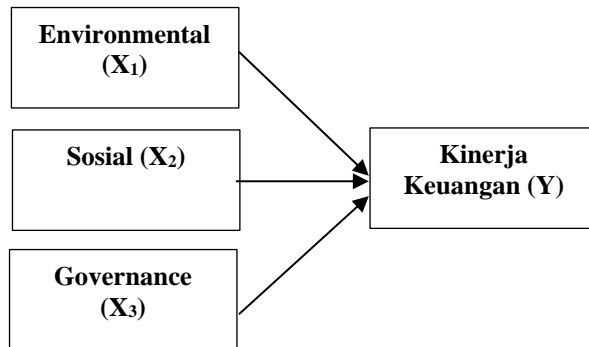 Environmental
(X₁)
Sosial (X₂)
Kinerja
Keuangan (Y)
Governance
(X₃)